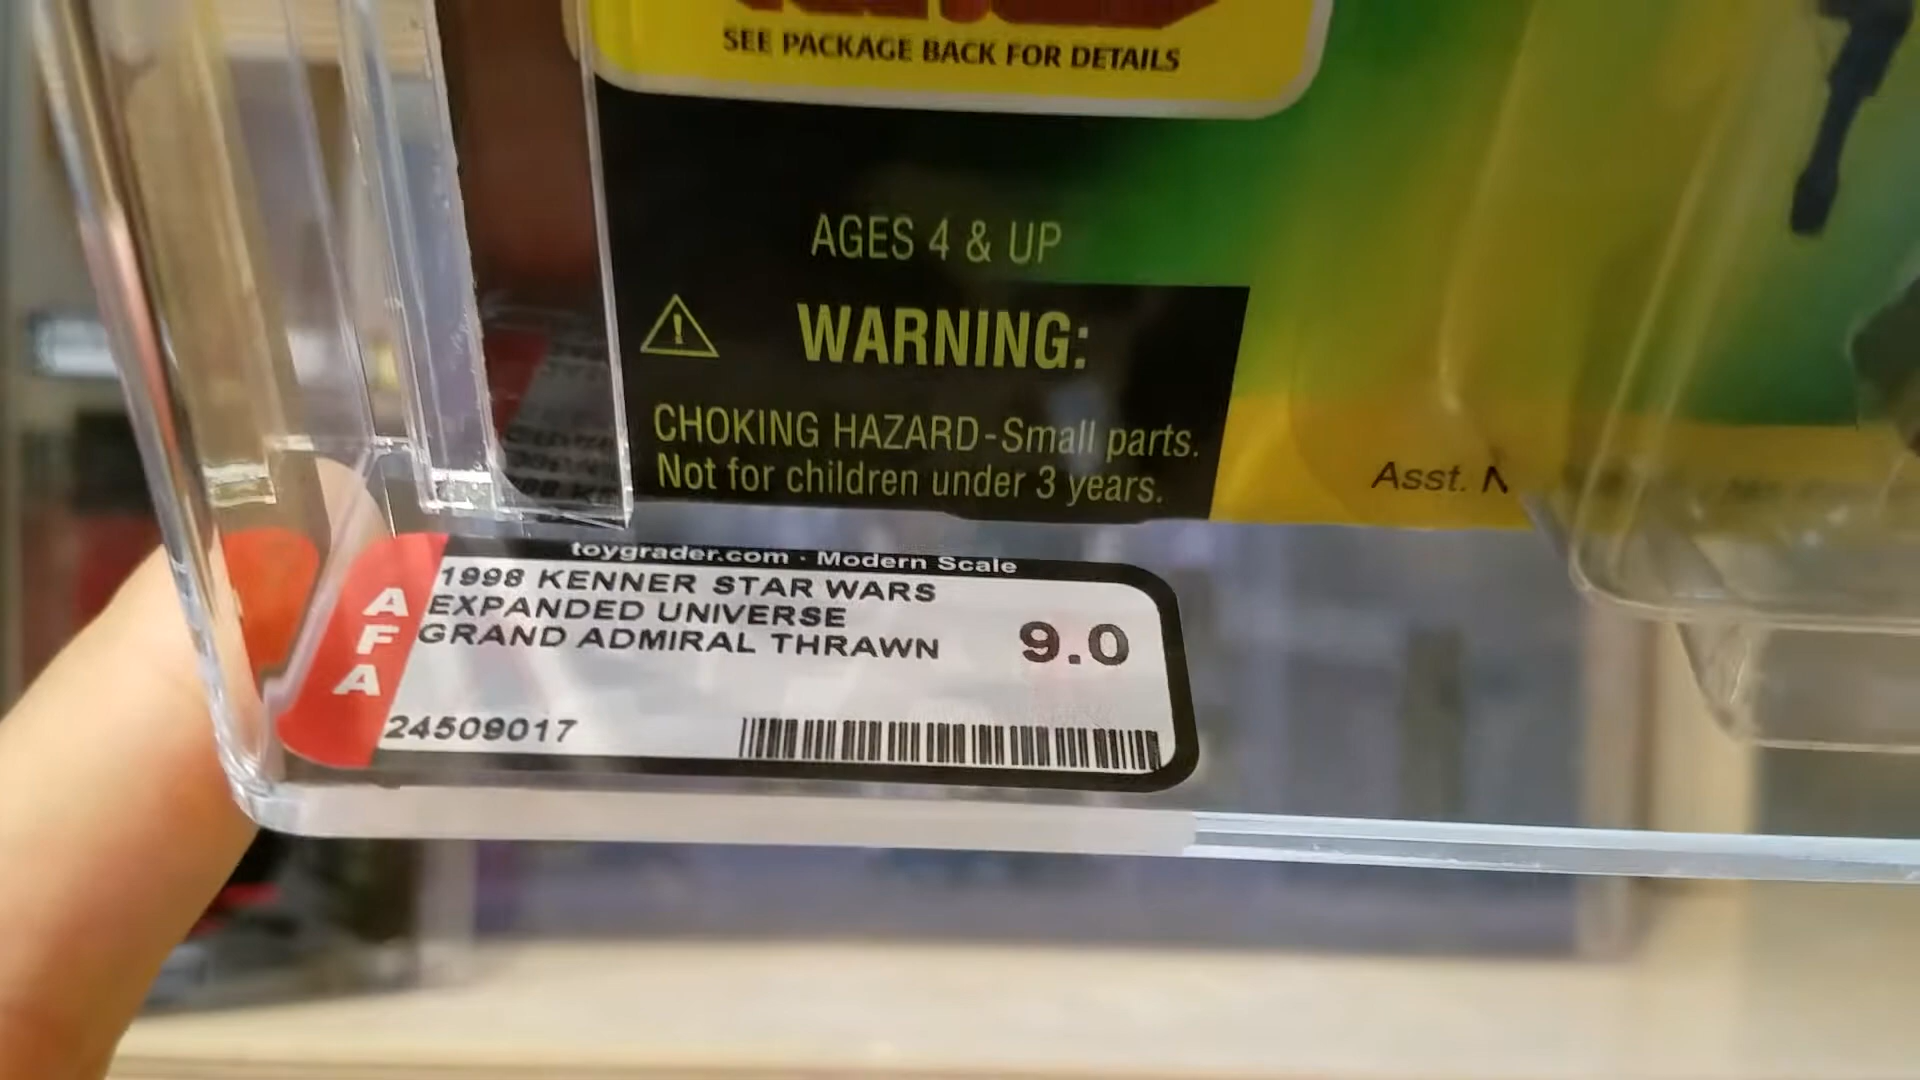 SEE PACKAGE BACK FOR DETAILS
AGES 4 & UP
WARNING:
CHOKING HAZARD-Small parts.
Not for children under 3 years.
Asst. N
toygrader.com · Modern Scale
AFA
1998 KENNER STAR WARS
EXPANDED UNIVERSE
GRAND ADMIRAL THRAWN
9.0
24509017